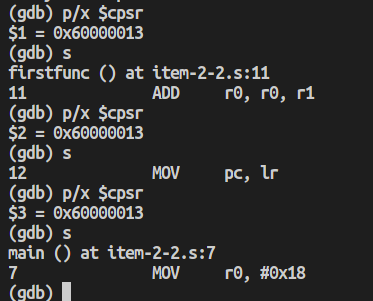 (gdb) p/x $cpsr
$1 = 0x60000013
(gdb) s
firstfunc () at item-2-2.s:11
11              ADD     r0, r0, r1
(gdb) p/x $cpsr
$2 = 0x60000013
(gdb) s
12              MOV     pc, lr
(gdb) p/x $cpsr
$3 = 0x60000013
(gdb) s
main () at item-2-2.s:7
7               MOV     r0, #0x18
(gdb)